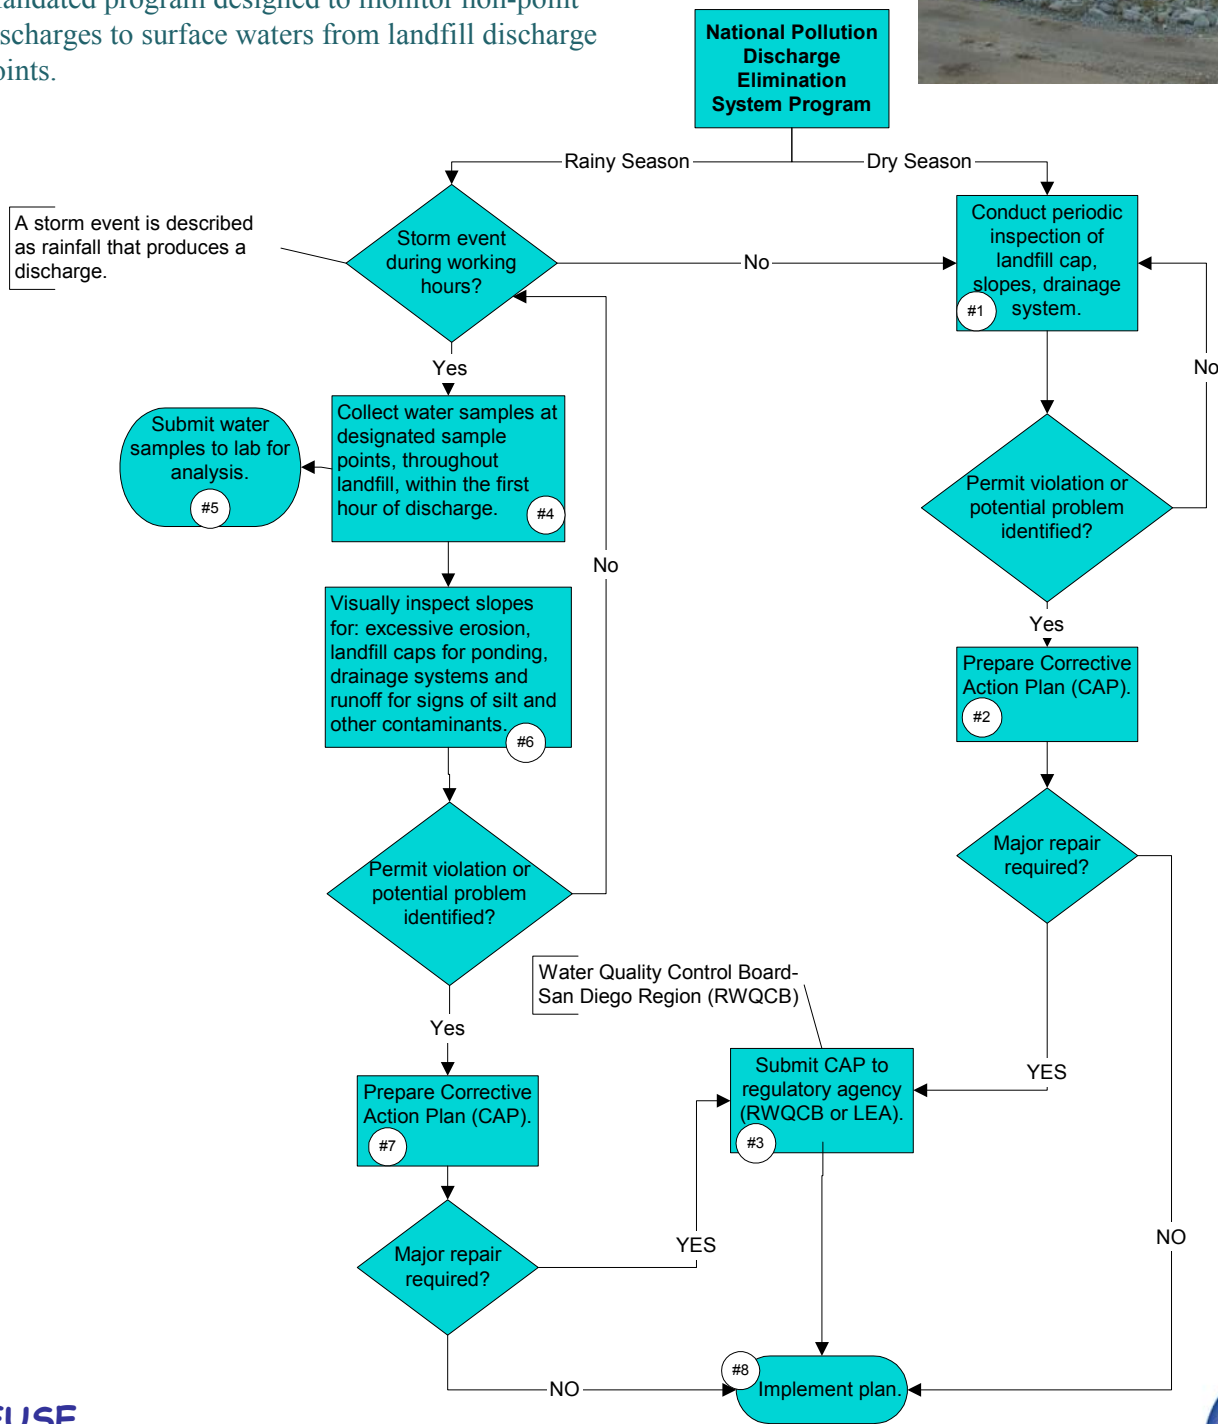 program designed to monitor non-point
to surface waters from landfill discharge
National Pollution
Discharge
Elimination
System Program
Rainy Season
Dry Season
A storm event is described
as rainfall that produces a
discharge.
Storm event
during working
hours?
No
Conduct periodic
inspection of
landfill cap,
slopes, drainage
system.
#1
No
Yes
Submit water
samples to lab for
analysis.
#5
Collect water samples at
designated sample
points, throughout
landfill, within the first
hour of discharge.
#4
Permit violation or
potential problem
identified?
No
Visually inspect slopes
for: excessive erosion,
landfill caps for ponding,
drainage systems and
runoff for signs of silt and
other contaminants.
#6
Yes
Prepare Corrective
Action Plan (CAP).
#2
Permit violation or
potential problem
identified?
Major repair
required?
Water Quality Control Board-
San Diego Region (RWQCB)
Yes
Submit CAP to
regulatory agency
(RWQCB or LEA).
#3
YES
Prepare Corrective
Action Plan (CAP).
#7
Major repair
required?
YES
NO
#8
Implement plan.
NO